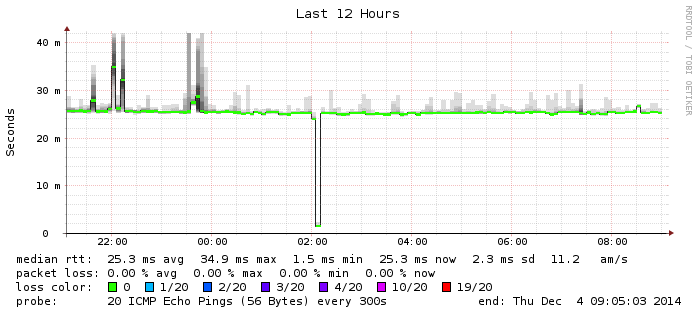 Last 12 Hours
RRDTOOL / TOBI OETIKER
Seconds
40 m
30 m
20 m
10 m
0
22:00 00:00 02:00 04:00 06:00 08:00
median rtt: 25.3 ms avg 34.9 ms max 1.5 ms min 25.3 ms now 2.3 ms sd 11.2 am/s
packet loss: 0.00 % avg 0.00 % max 0.00 % min 0.00 % now
loss color: 0 1/20 2/20 3/20 4/20 10/20 19/20
probe: 20 ICMP Echo Pings (56 Bytes) every 300s end: Thu Dec 4 09:05:03 2014